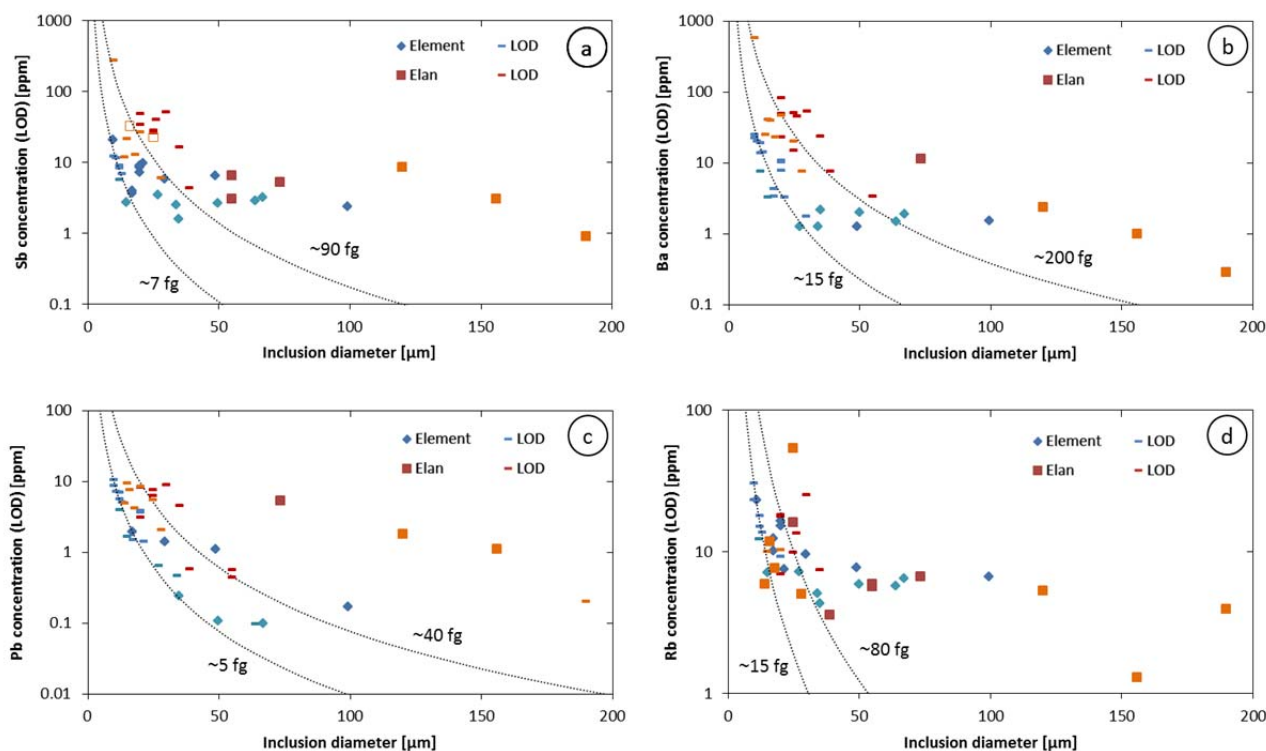 1000
100
10
1
0.1
Sb concentration (LOD) [ppm]
Element LOD
Elan LOD
a
~90 fg
~7 fg
0 50 100 150 200
Inclusion diameter [µm]
1000
100
10
1
0.1
Ba concentration (LOD) [ppm]
Element LOD
Elan LOD
b
~200 fg
~15 fg
0 50 100 150 200
Inclusion diameter [µm]
100
10
1
0.1
0.01
Pb concentration (LOD) [ppm]
Element LOD
Elan LOD
c
~40 fg
~5 fg
0 50 100 150 200
Inclusion diameter [µm]
100
10
1
Rb concentration (LOD) [ppm]
Element LOD
Elan LOD
d
~80 fg
~15 fg
0 50 100 150 200
Inclusion diameter [µm]